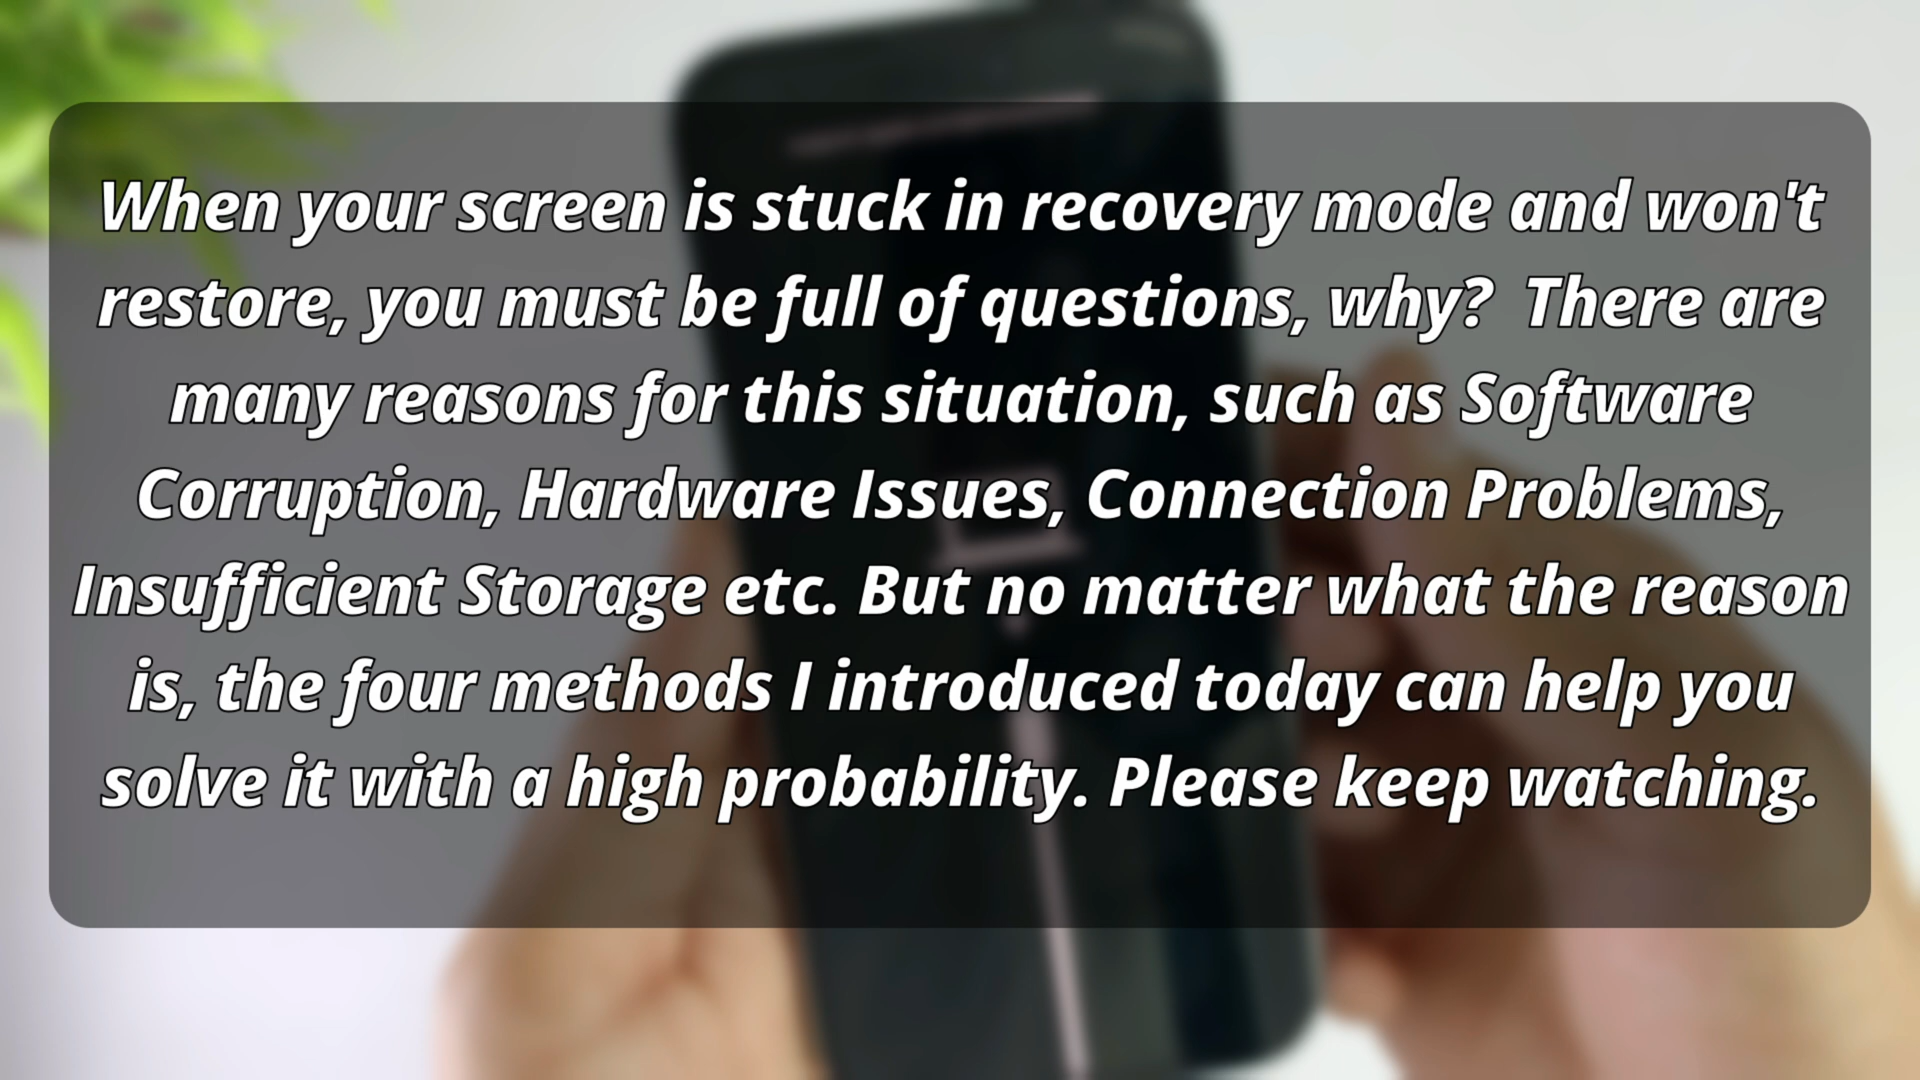 When your screen is stuck in recovery mode and won't
restore, you must be full of questions, why?  There are
many reasons for this situation, such as Software
Corruption, Hardware Issues, Connection Problems,
Insufficient Storage etc. But no matter what the reason
is, the four methods I introduced today can help you
solve it with a high probability. Please keep watching.